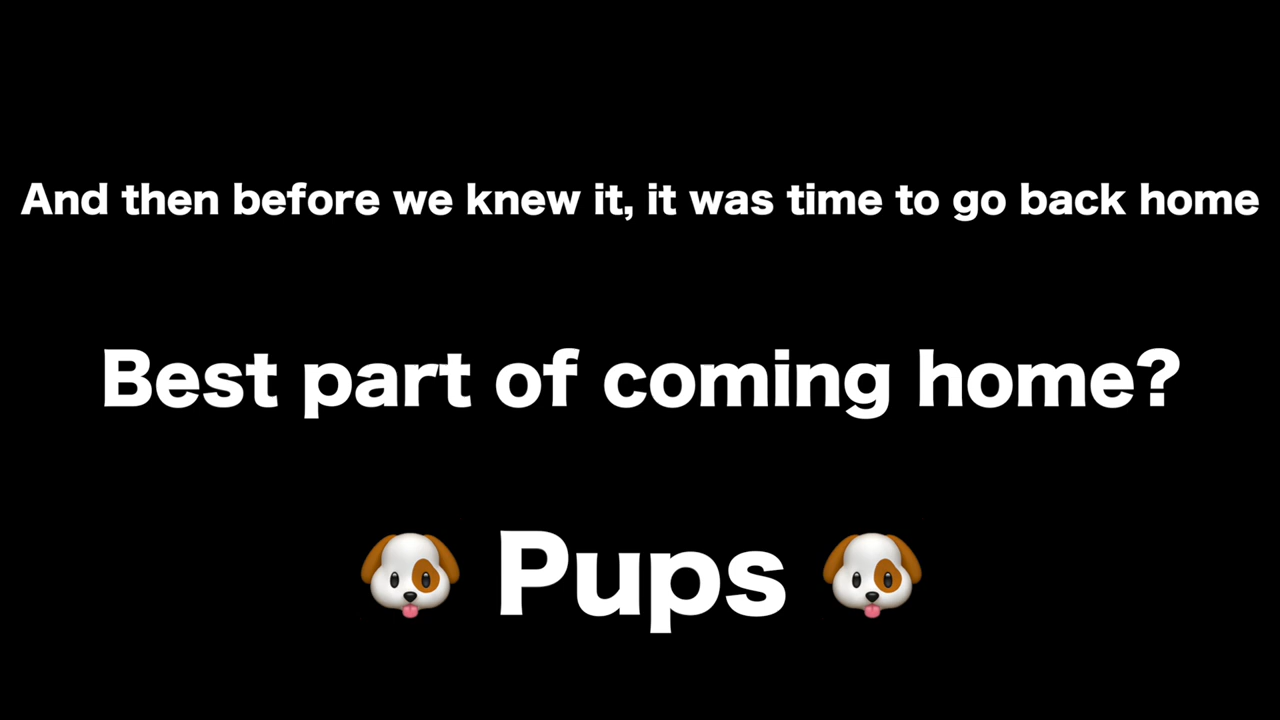 And then before we knew it, it was time to go back home
Best part of coming home?
🐶 Pups 🐶